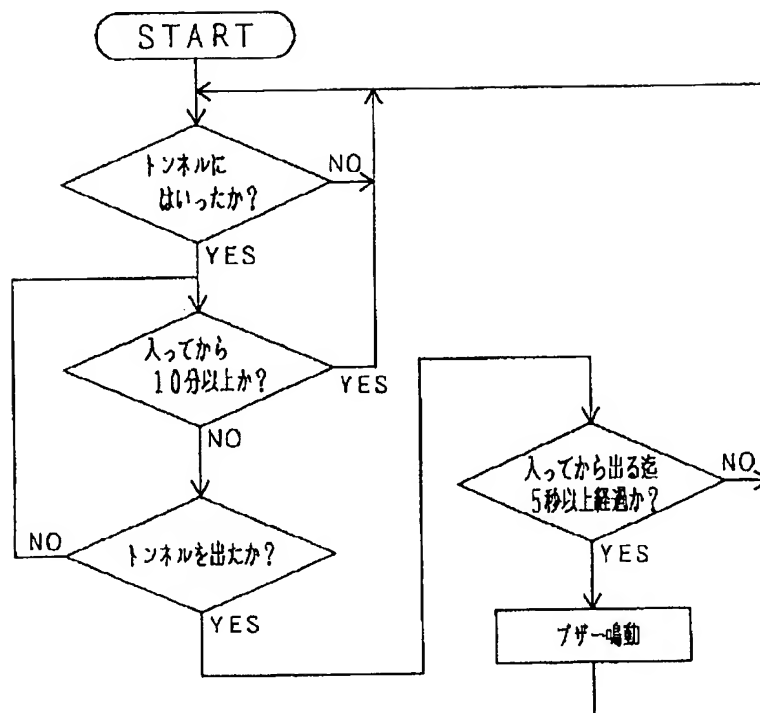 START
トンネルに
はいったか?
NO
YES
入ってから
10分以上か?
YES
NO
トンネルを出たか?
NO
YES
入ってから出る迄
5秒以上経過か?
NO
YES
ブザー鳴動